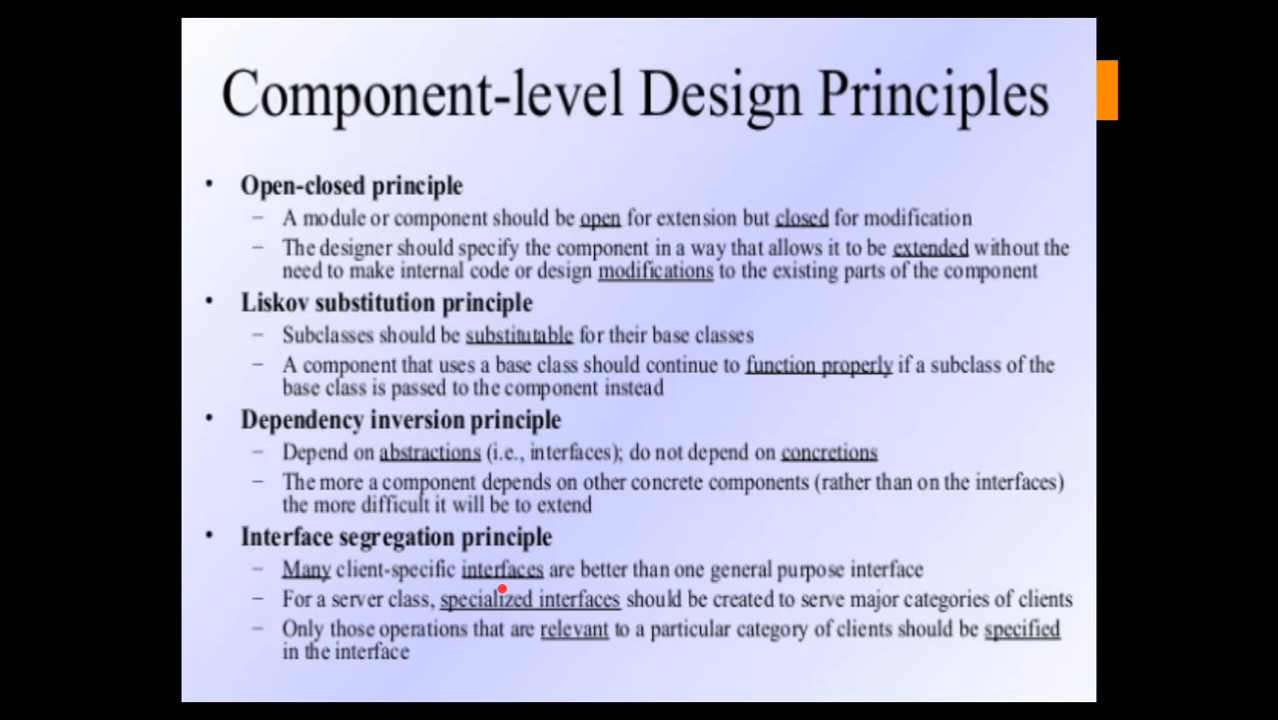 Component-level Design Principles
• Open-closed principle
– A module or component should be open for extension but closed for modification
– The designer should specify the component in a way that allows it to be extended without the
need to make internal code or design modifications to the existing parts of the component
• Liskov substitution principle
– Subclasses should be substitutable for their base classes
– A component that uses a base class should continue to function properly if a subclass of the
base class is passed to the component instead
• Dependency inversion principle
– Depend on abstractions (i.e., interfaces); do not depend on concretions
– The more a component depends on other concrete components (rather than on the interfaces)
the more difficult it will be to extend
• Interface segregation principle
– Many client-specific interfaces are better than one general purpose interface
– For a server class, specialized interfaces should be created to serve major categories of clients
– Only those operations that are relevant to a particular category of clients should be specified
in the interface